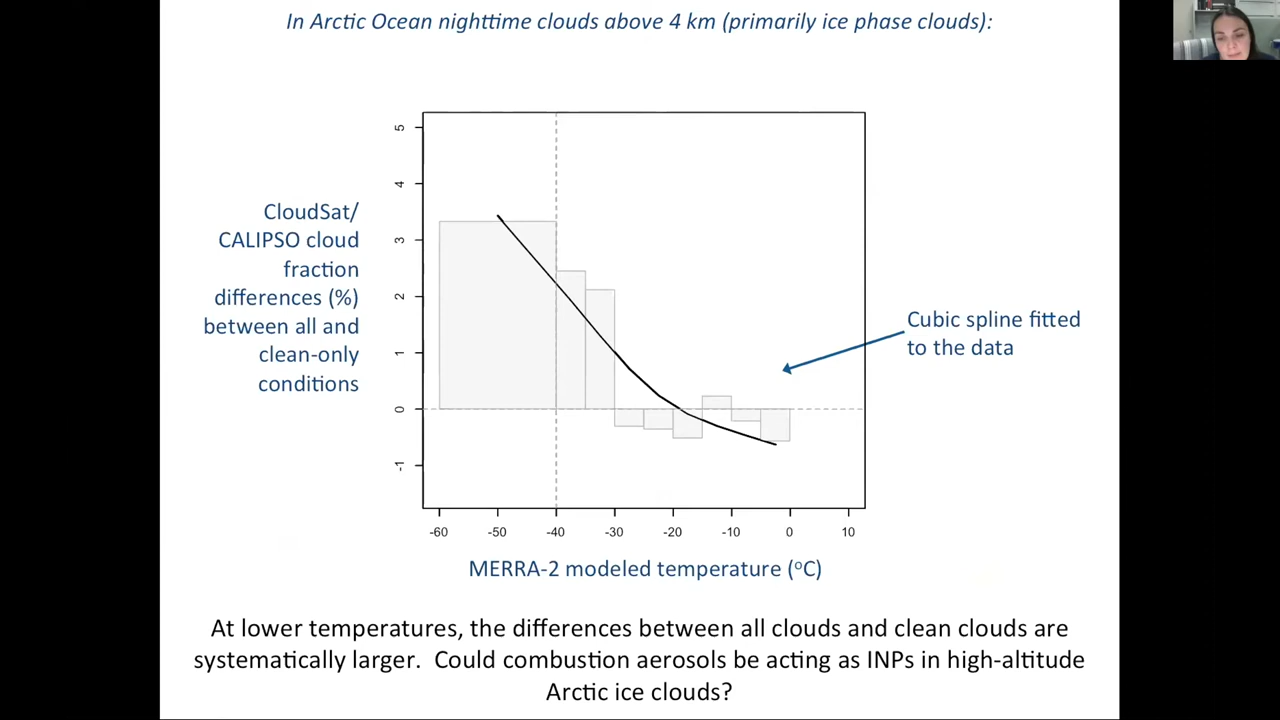 In Arctic Ocean nighttime clouds above 4 km (primarily ice phase clouds):
CloudSat/
CALIPSO cloud
fraction
differences (%)
between all and
clean-only
conditions
5
4
3
2
1
0
-1
-60
-50
-40
-30
-20
-10
0
10
MERRA-2 modeled temperature (°C)
Cubic spline fitted
to the data
At lower temperatures, the differences between all clouds and clean clouds are
systematically larger. Could combustion aerosols be acting as INPs in high-altitude
Arctic ice clouds?